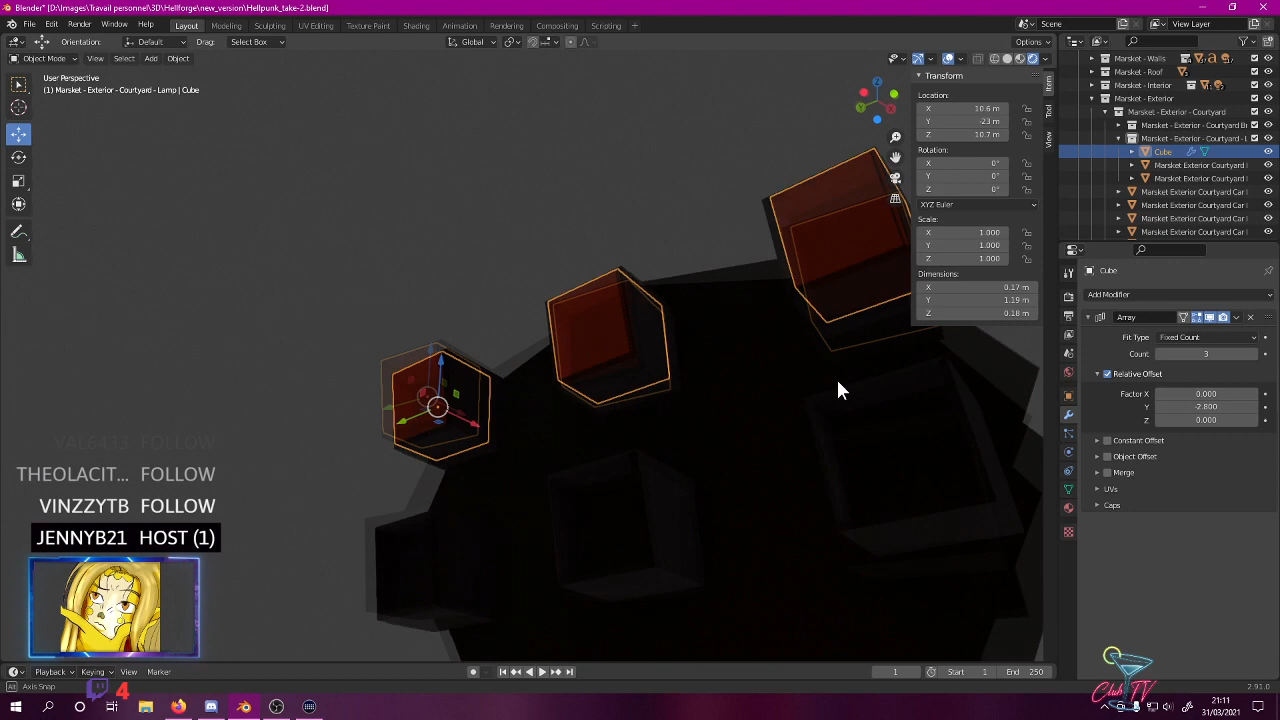 Blender* [D:\Images\Travail personnel\3D\Hellforge\new_version\Hellpunk_take-2.blend]
File Edit Render Window Help Layout Modeling Sculpting UV Editing Texture Paint Shading Animation Rendering Compositing Scripting + Scene View Layer
Orientation: Default Drag: Select Box Global Options
Object Mode View Select Add Object
User Perspective
(1) Marsket - Exterior - Courtyard - Lamp | Cube
Z
Y
X
Transform
Location:
X 10.6 m
Y -23 m
Z 10.7 m
Rotation:
X 0°
Y 0°
Z 0°
XYZ Euler
Scale:
X 1.000
Y 1.000
Z 1.000
Dimensions:
X 0.17 m
Y 1.19 m
Z 0.18 m
Item
Tool
View
Marsket - Walls
Marsket - Roof
Marsket - Interior
Marsket - Exterior
Marsket - Exterior - Courtyard
Marsket - Exterior - Courtyard B
Marsket - Exterior - Courtyard - L
Cube
Marsket Exterior Courtyard
Marsket Exterior Courtyard
Marsket Exterior Courtyard Car
Marsket Exterior Courtyard Car
Marsket Exterior Courtyard Car
Marsket Exterior Courtyard Car
Cube
Add Modifier
Array
Fit Type Fixed Count
Count 3
Relative Offset
Factor X 0.000
Y -2.800
Z 0.000
Constant Offset
Object Offset
Merge
UVs
Caps
VAL6433 FOLLOW
THEOLACIT... FOLLOW
VINZZYTB FOLLOW
JENNYB21 HOST (1)
Playback Keying View Marker 1 Start 1 End 250
Axis Snap 2.91.0
4
Club TV
21:11
31/03/2021